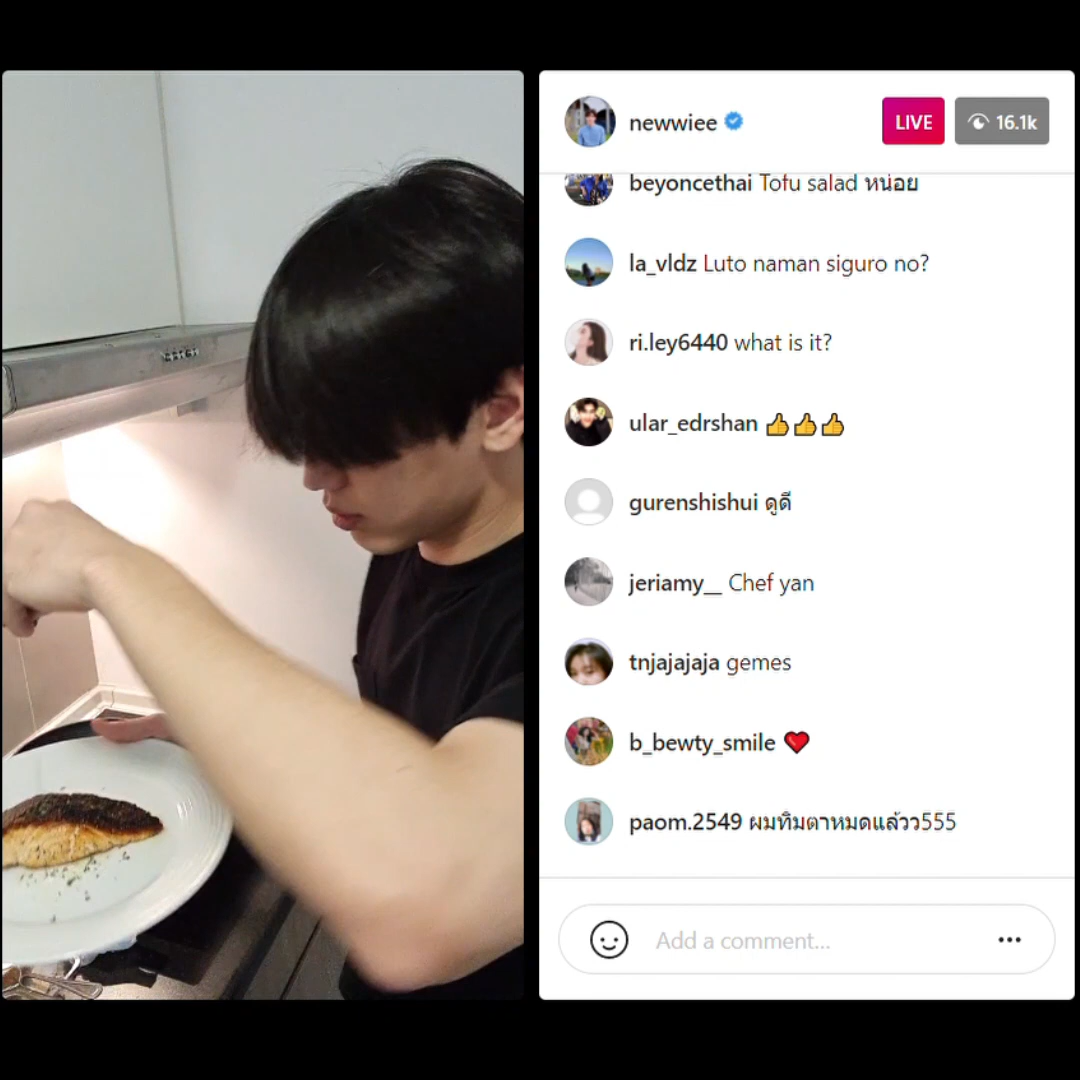 newwiee
LIVE
16.1k
beyoncethai Tofu salad หน่อย
la_vldz Luto naman siguro no?
ri.ley6440 what is it?
ular_edrshan 👍👍👍
gurenshishui ดูดี
jeriamy__ Chef yan
tnjajajaja gemes
b_bewty_smile ❤️
paom.2549 ผมทิมตาหมดแล้วว555
Add a comment...